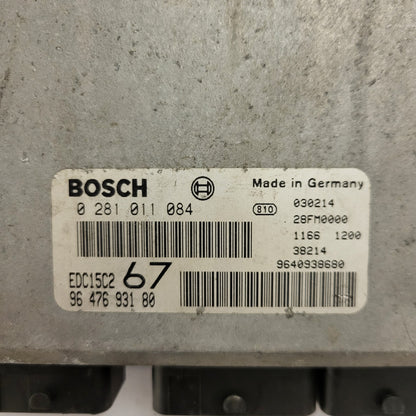 BOSCH
Made in Germany
0 281 011 084
810
030214
28FM0000
1166 1200
38214
9640938680
EDC15C2 67
96 476 931 80